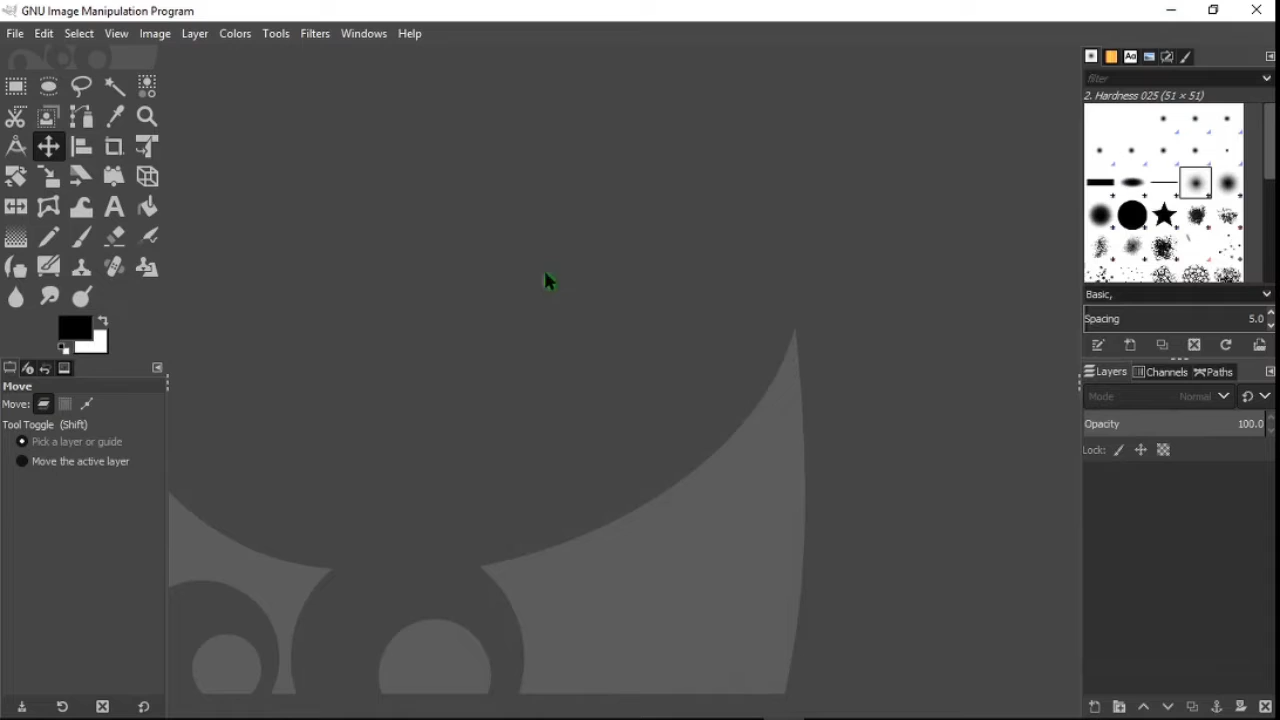 GNU Image Manipulation Program
File Edit Select View Image Layer Colors Tools Filters Windows Help
filter
2. Hardness 025 (51 × 51)
Basic,
Spacing 5.0
Layers Channels Paths
Mode Normal
Opacity 100.0
Lock:
Move
Move:
Tool Toggle (Shift)
Pick a layer or guide
Move the active layer